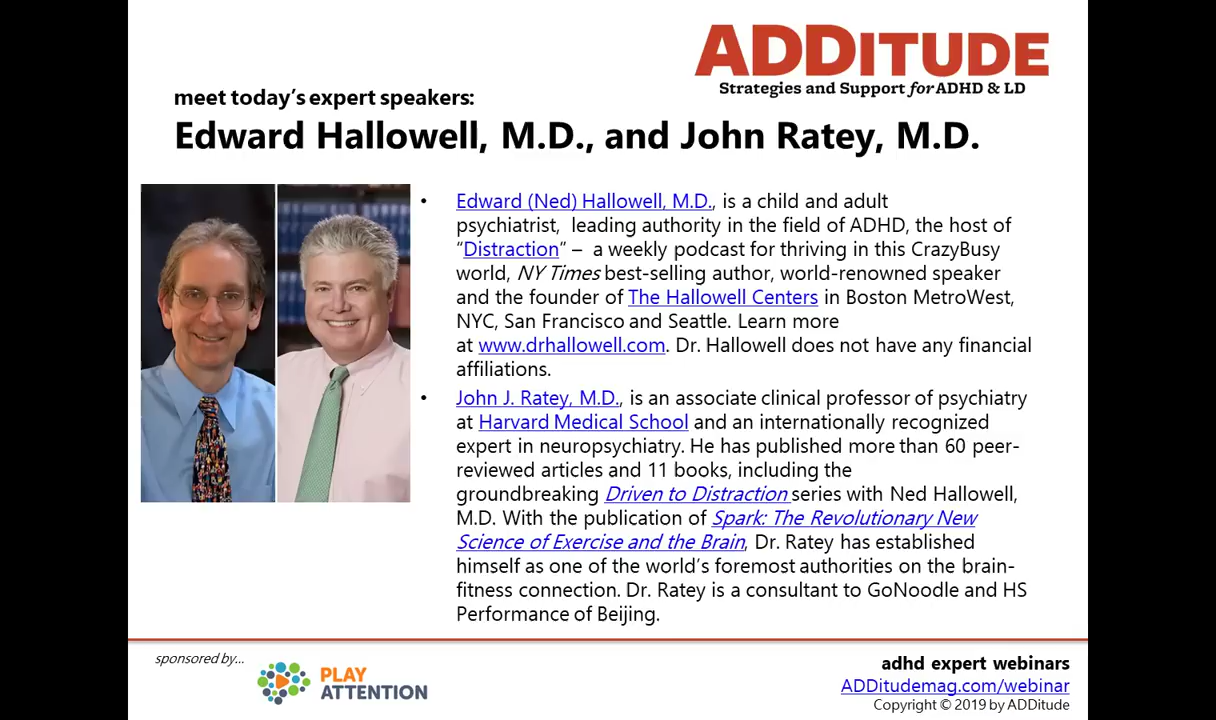 ADDITUDE
Strategies and Support for ADHD & LD
meet today's expert speakers:
Edward Hallowell, M.D., and John Ratey, M.D.
• Edward (Ned) Hallowell, M.D., is a child and adult
psychiatrist, leading authority in the field of ADHD, the host of
“Distraction” – a weekly podcast for thriving in this CrazyBusy
world, NY Times best-selling author, world-renowned speaker
and the founder of The Hallowell Centers in Boston MetroWest,
NYC, San Francisco and Seattle. Learn more
at www.drhallowell.com. Dr. Hallowell does not have any financial
affiliations.
• John J. Ratey, M.D., is an associate clinical professor of psychiatry
at Harvard Medical School and an internationally recognized
expert in neuropsychiatry. He has published more than 60 peer-
reviewed articles and 11 books, including the
groundbreaking Driven to Distraction series with Ned Hallowell,
M.D. With the publication of Spark: The Revolutionary New
Science of Exercise and the Brain, Dr. Ratey has established
himself as one of the world's foremost authorities on the brain-
fitness connection. Dr. Ratey is a consultant to GoNoodle and HS
Performance of Beijing.
sponsored by...
PLAY
ATTENTION
adhd expert webinars
ADDitudemag.com/webinar
Copyright © 2019 by ADDitude